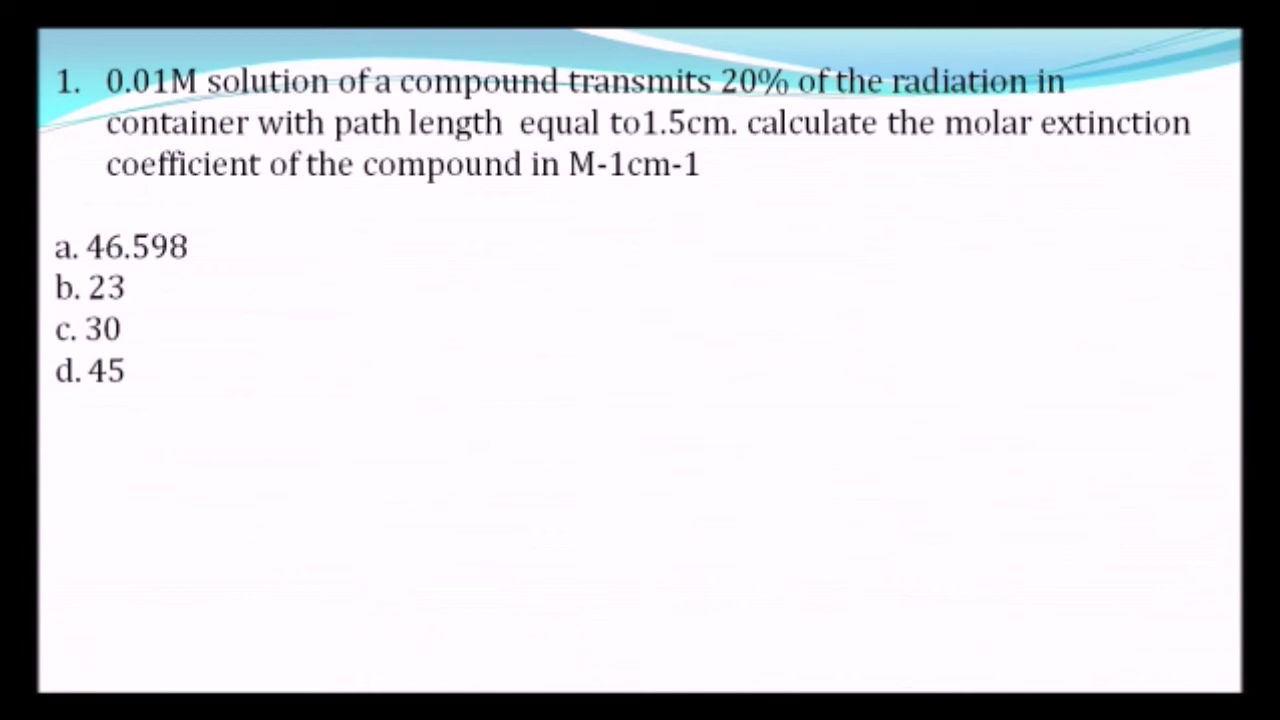 1. 0.01M solution of a compound transmits 20% of the radiation in
container with path length equal to1.5cm. calculate the molar extinction
coefficient of the compound in M-1cm-1
a. 46.598
b. 23
c. 30
d. 45